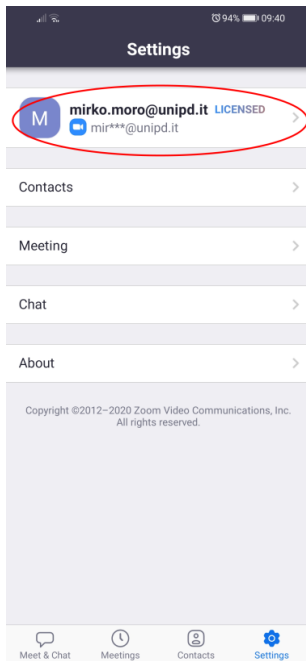 94% 09:40
Settings
M
mirko.moro@unipd.it LICENSED
mir***@unipd.it
Contacts
Meeting
Chat
About
Copyright ©2012–2020 Zoom Video Communications, Inc.
All rights reserved.
Meet & Chat Meetings Contacts Settings